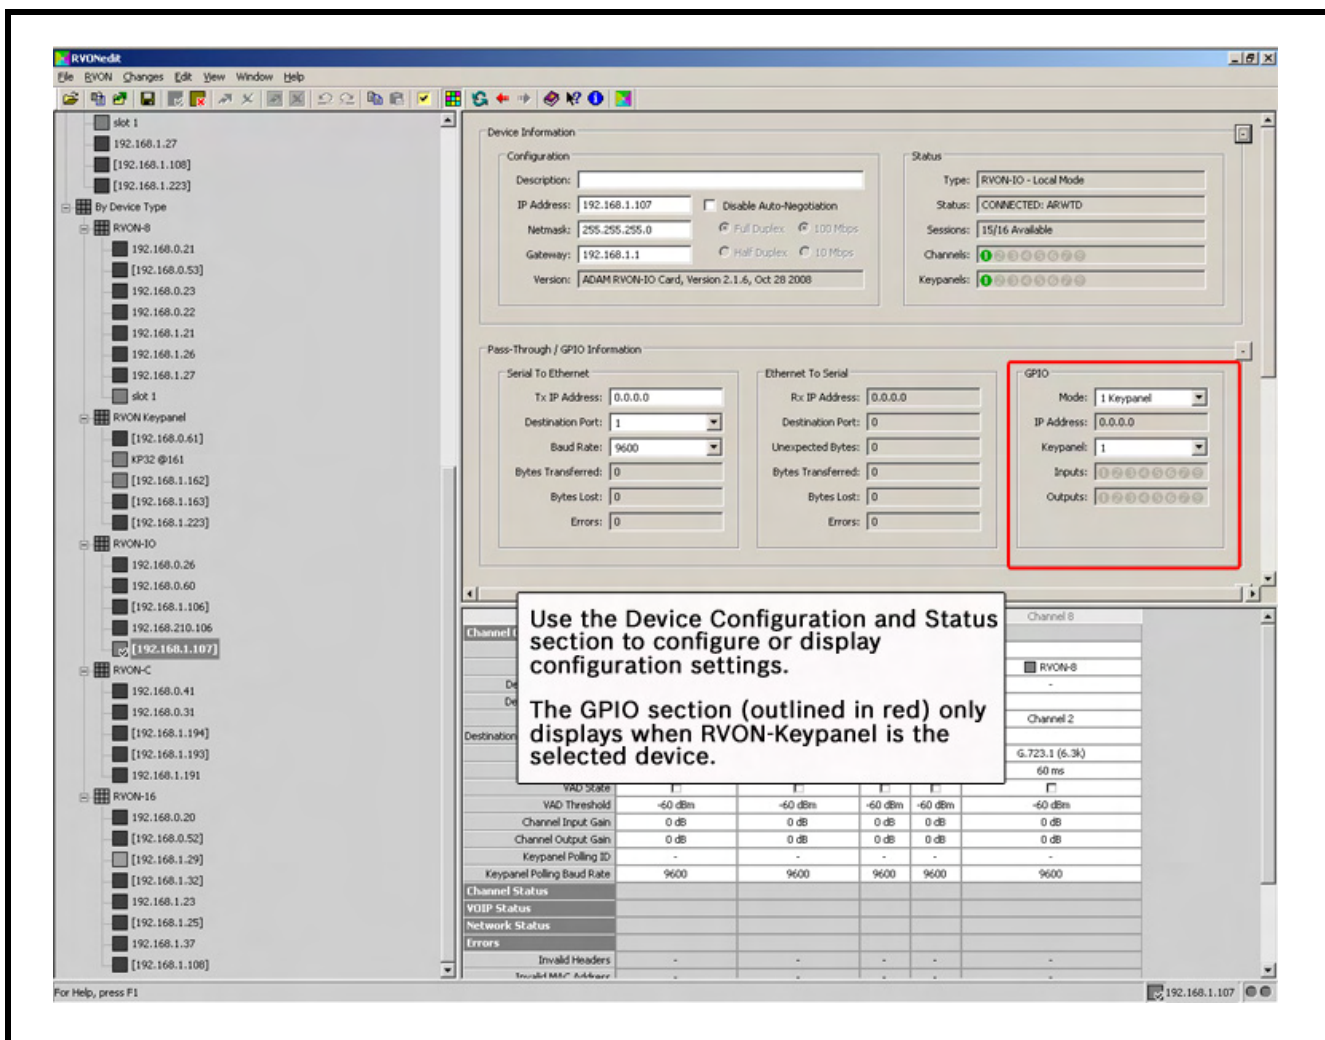 RVONedit
File RVON Changes Edit View Window Help
slot 1
192.168.1.27
[192.168.1.108]
[192.168.1.223]
By Device Type
RVON-8
192.168.0.21
[192.168.0.53]
192.168.0.23
192.168.0.22
192.168.1.21
192.168.1.26
192.168.1.27
slot 1
RVON Keypanel
[192.168.0.61]
KP32 @161
[192.168.1.162]
[192.168.1.163]
[192.168.1.223]
RVON-IO
192.168.0.26
192.168.0.60
[192.168.1.106]
192.168.210.106
[192.168.1.107]
RVON-C
192.168.0.41
192.168.0.31
[192.168.1.194]
[192.168.1.193]
192.168.1.191
RVON-16
192.168.0.20
[192.168.0.52]
[192.168.1.29]
[192.168.1.32]
192.168.1.23
[192.168.1.25]
192.168.1.37
[192.168.1.108]
Device Information
Configuration
Description:
IP Address: 192.168.1.107 Disable Auto-Negotiation
Netmask: 255.255.255.0 Full Duplex 100 Mbps
Gateway: 192.168.1.1 Half Duplex 10 Mbps
Version: ADAM RVON-IO Card, Version 2.1.6, Oct 28 2008
Status
Type: RVON-IO - Local Mode
Status: CONNECTED: ARWTD
Sessions: 15/16 Available
Channels:
Keypanels:
Pass-Through / GPIO Information
Serial To Ethernet
Tx IP Address: 0.0.0.0
Destination Port: 1
Baud Rate: 9600
Bytes Transferred: 0
Bytes Lost: 0
Errors: 0
Ethernet To Serial
Rx IP Address: 0.0.0.0
Destination Port: 0
Unexpected Bytes: 0
Bytes Transferred: 0
Bytes Lost: 0
Errors: 0
GPIO
Mode: 1 Keypanel
IP Address: 0.0.0.0
Keypanel: 1
Inputs:
Outputs:
Use the Device Configuration and Status
section to configure or display
configuration settings.
The GPIO section (outlined in red) only
displays when RVON-Keypanel is the
selected device.
Channel 8
RVON-8
-
Channel 2
Destination
G.723.1 (6.3k)
60 ms
VAD State
VAD Threshold -60 dBm -60 dBm -60 dBm -60 dBm -60 dBm
Channel Input Gain 0 dB 0 dB 0 dB 0 dB 0 dB
Channel Output Gain 0 dB 0 dB 0 dB 0 dB 0 dB
Keypanel Polling ID - - - - -
Keypanel Polling Baud Rate 9600 9600 9600 9600 9600
Channel Status
VOIP Status
Network Status
Errors
Invalid Headers - - - - -
Invalid MAC Address - - - - -
For Help, press F1
192.168.1.107